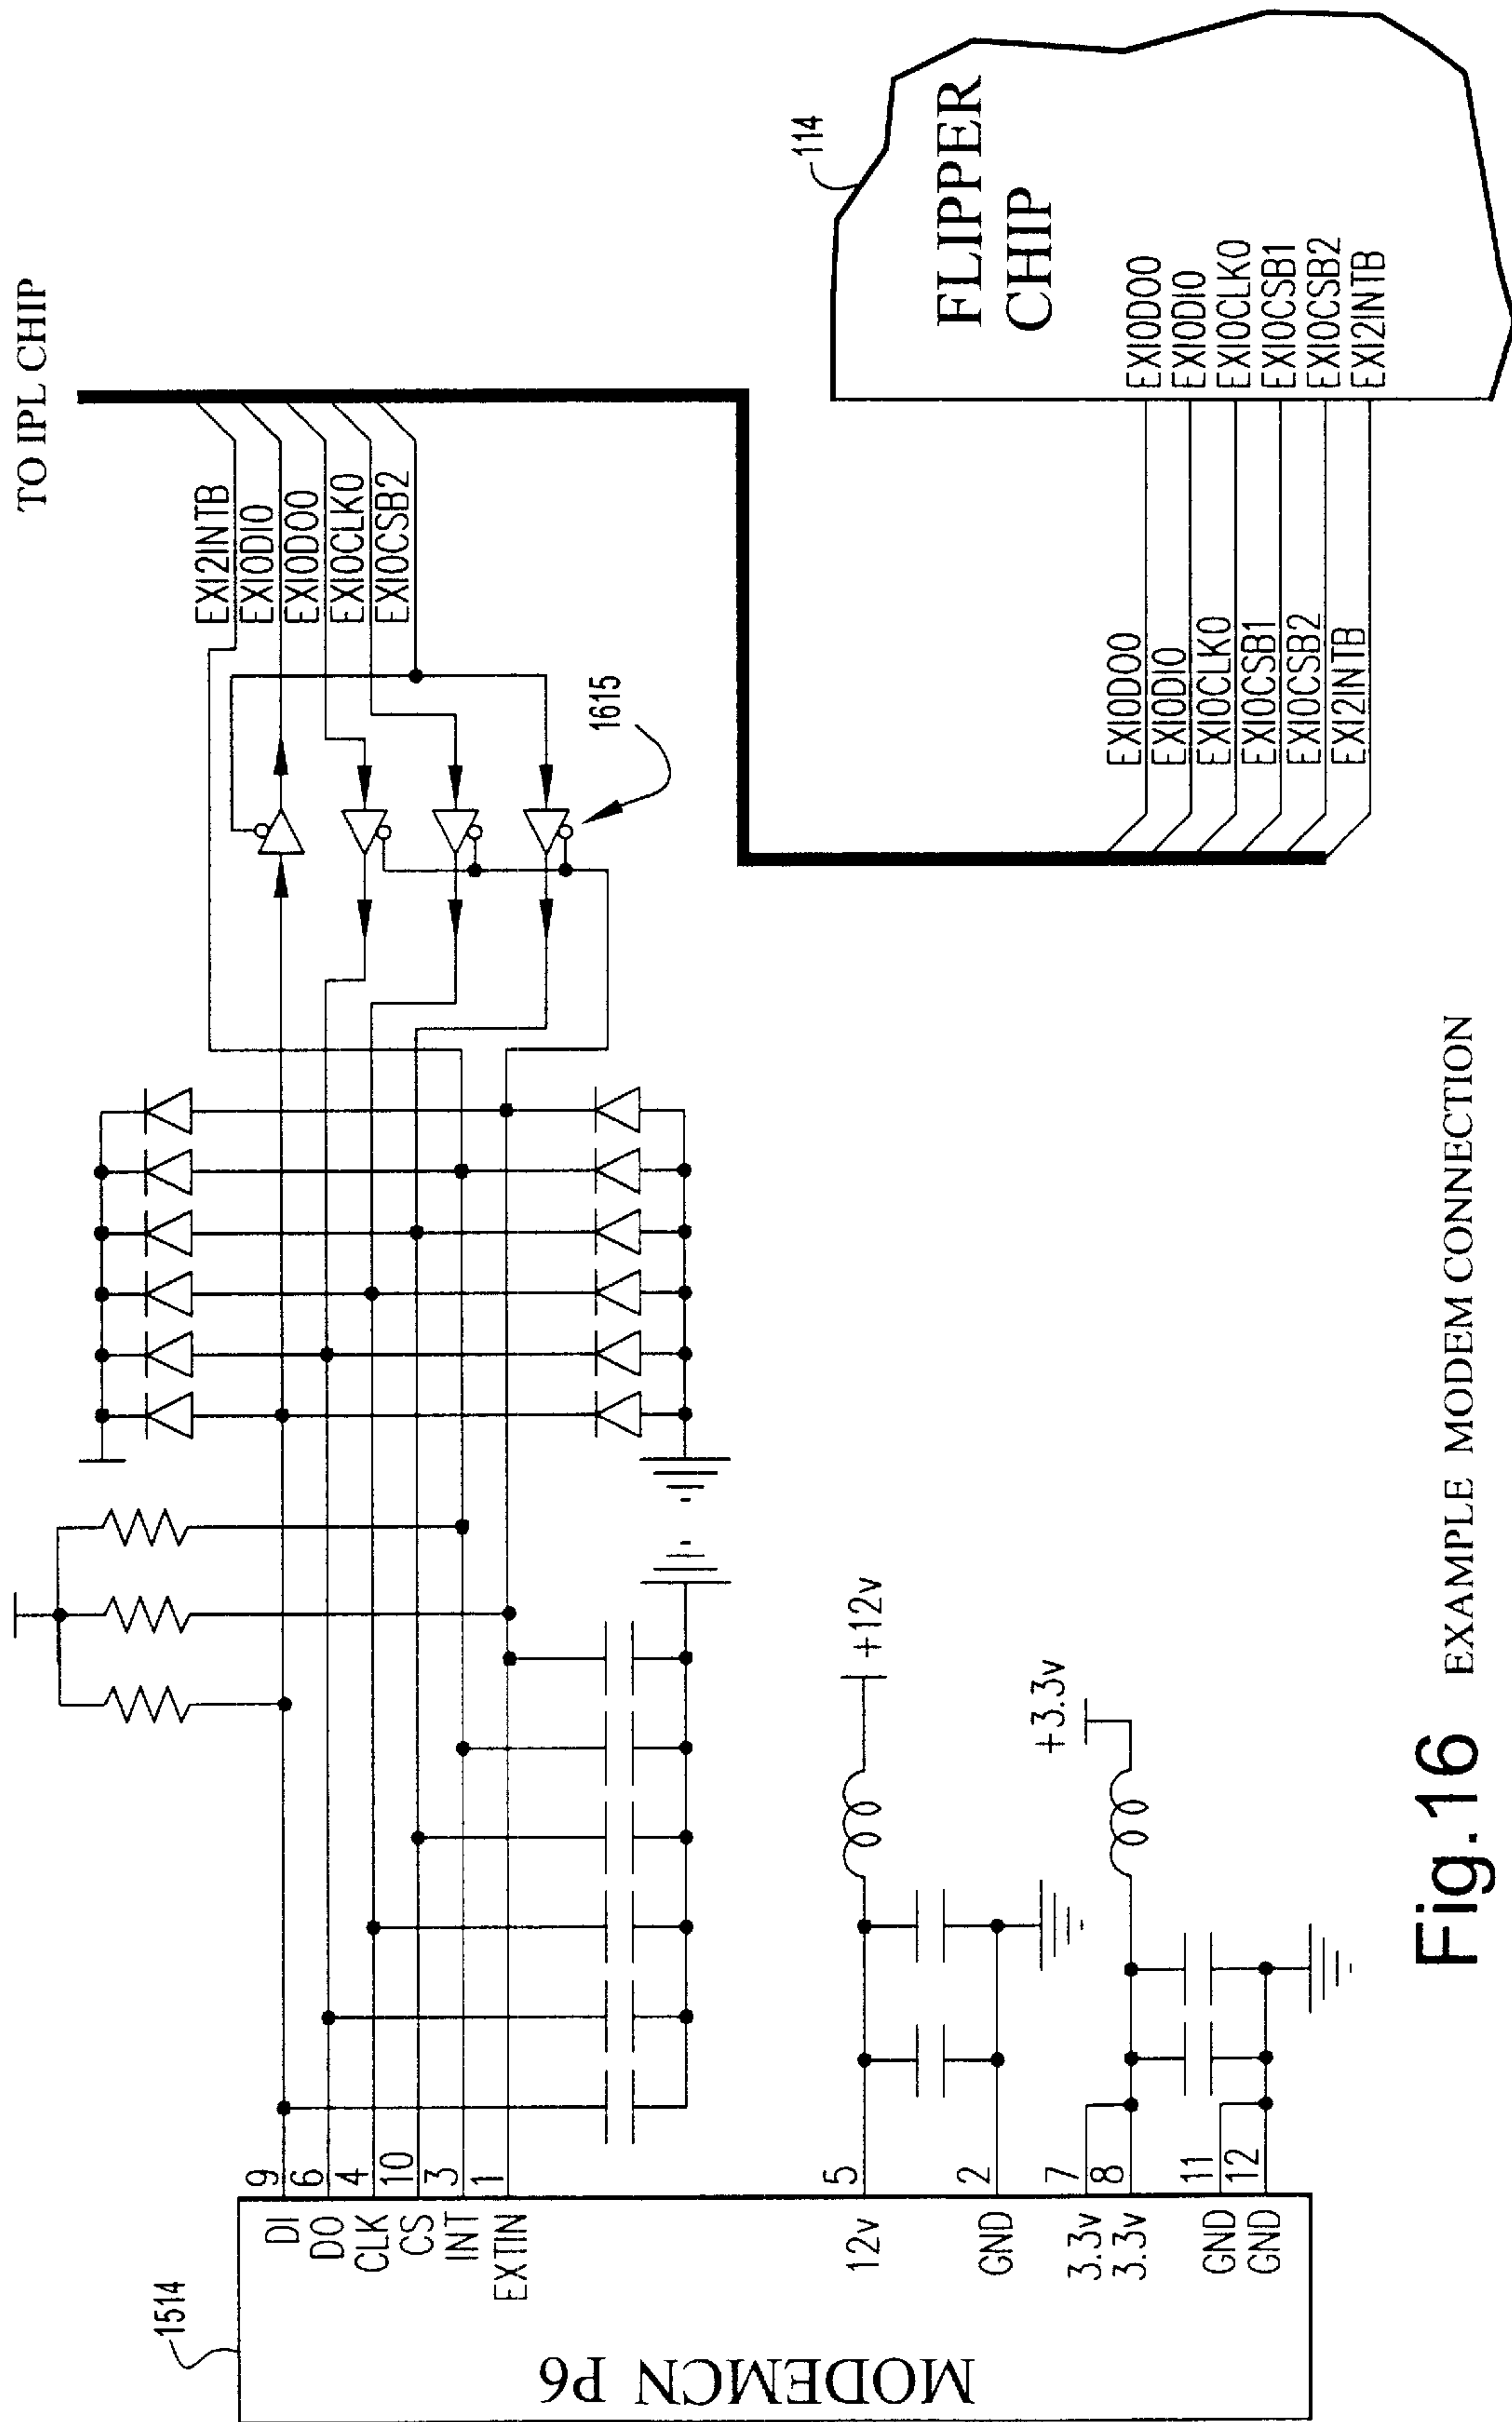 TO IPL CHIP
EXI2INTB
EXI0DI0
EXI0DO0
EXI0CLK0
EXI0CSB2
1615
114
FLIPPER
CHIP
EXI0DO0
EXI0DI0
EXI0CLK0
EXI0CSB1
EXI0CSB2
EXI2INTB
EXI0DO0
EXI0DI0
EXI0CLK0
EXI0CSB1
EXI0CSB2
EXI2INTB
1514
MODEMCN P6
DI 9
DO 6
CLK 4
CS 10
INT 3
EXTIN 1
12v 5
GND 2
3.3v 7
3.3v 8
GND 11
GND 12
+12v
+3.3v
Fig.16 EXAMPLE MODEM CONNECTION